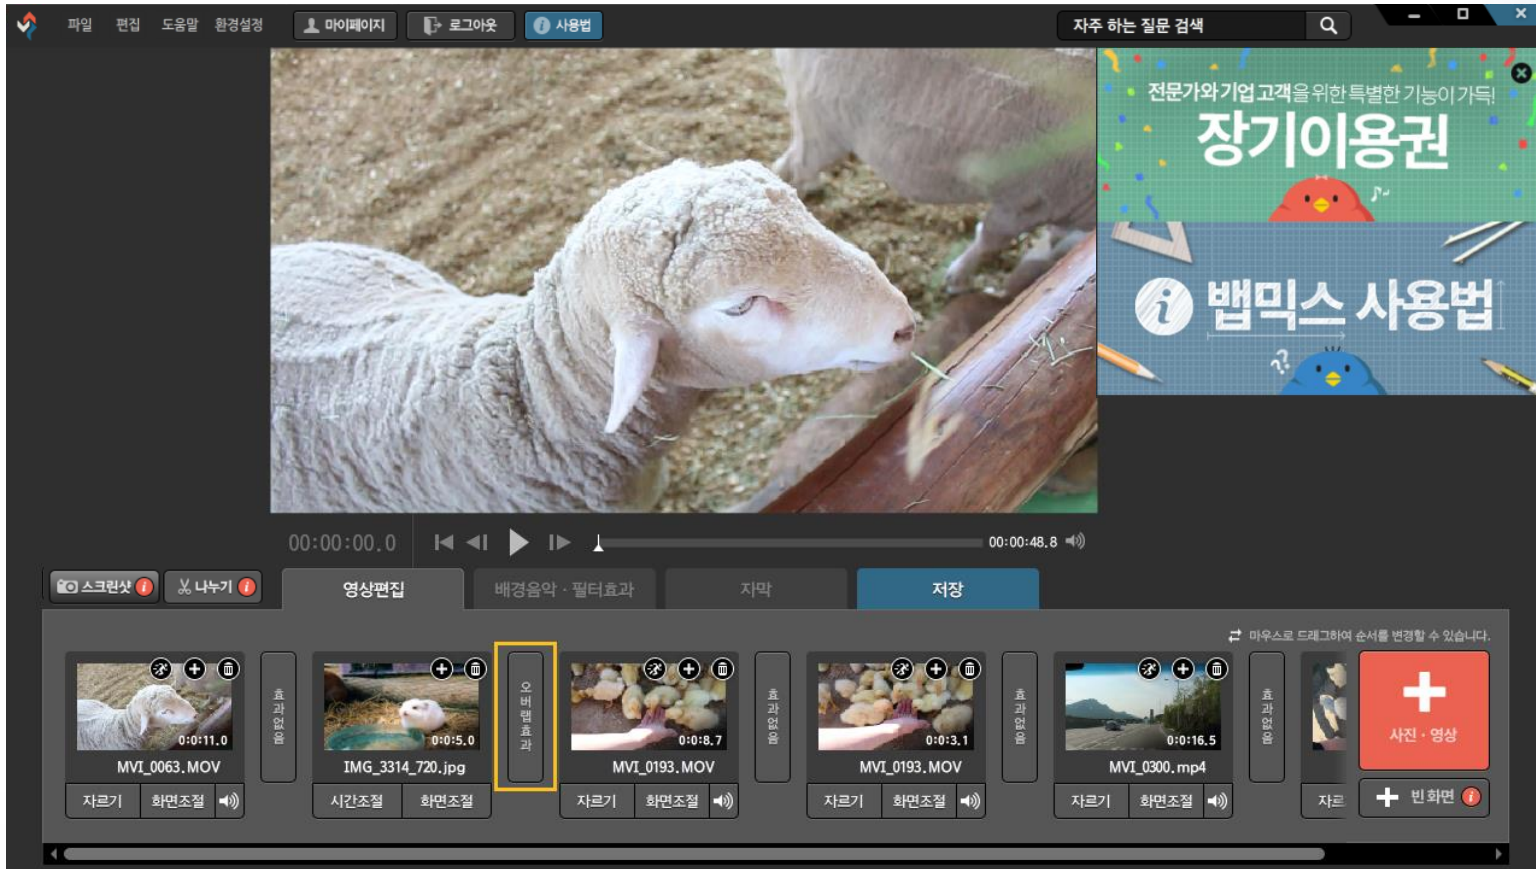 파일 편집 도움말 환경설정 마이페이지 로그아웃 사용법 자주 하는 질문 검색
전문가와 기업 고객을 위한 특별한 기능이 가득!
장기이용권
뱁믹스 사용법
??
00:00:00.0 00:00:48.8
스크린샷 나누기 영상편집 배경음악 · 필터효과 자막 저장
마우스로 드래그하여 순서를 변경할 수 있습니다.
0:0:11.0
MVI_0063.MOV
자르기 화면조절
효과없음
0:0:5.0
IMG_3314_720.jpg
시간조절 화면조절
오버랩효과
0:0:8.7
MVI_0193.MOV
자르기 화면조절
효과없음
0:0:3.1
MVI_0193.MOV
자르기 화면조절
효과없음
0:0:16.5
MVI_0300.mp4
자르기 화면조절
효과없음
사진 · 영상
빈화면